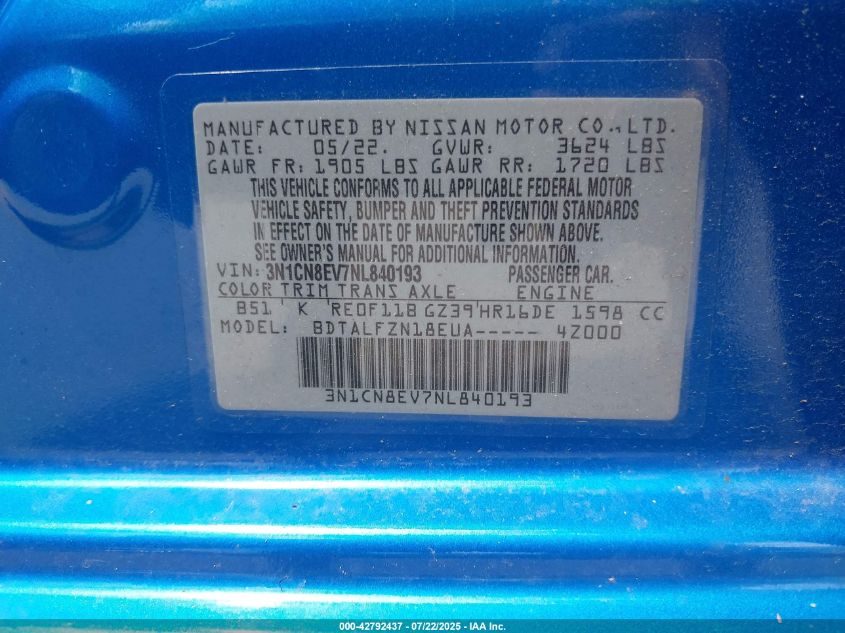 MANUFACTURED BY NISSAN MOTOR CO.,LTD.
DATE: 05/22. GVWR: 3624 LBS
GAWR FR: 1905 LBS GAWR RR: 1720 LBS
THIS VEHICLE CONFORMS TO ALL APPLICABLE FEDERAL MOTOR
VEHICLE SAFETY, BUMPER AND THEFT PREVENTION STANDARDS
IN EFFECT ON THE DATE OF MANUFACTURE SHOWN ABOVE.
SEE OWNER'S MANUAL FOR ADDITIONAL INFORMATION.
VIN: 3N1CN8EV7NL840193 PASSENGER CAR.
COLOR TRIM TRANS AXLE ENGINE
B51 K RE0F11B GZ39 HR16DE 1598 CC
MODEL: BDTALFZN18EUA----- 4Z000
3N1CN8EV7NL840193
000-42792437 - 07/22/2025 - IAA Inc.